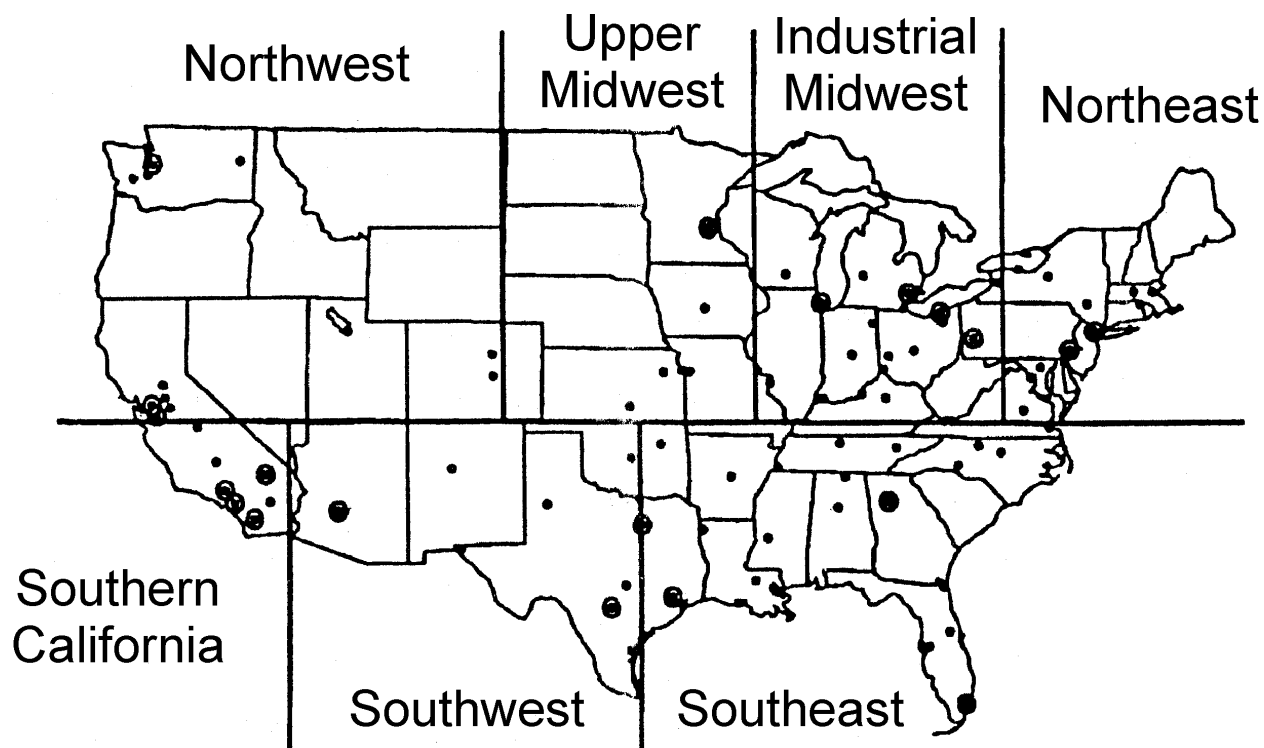 Northwest
Upper
Midwest
Industrial
Midwest
Northeast
Southern
California
Southwest
Southeast